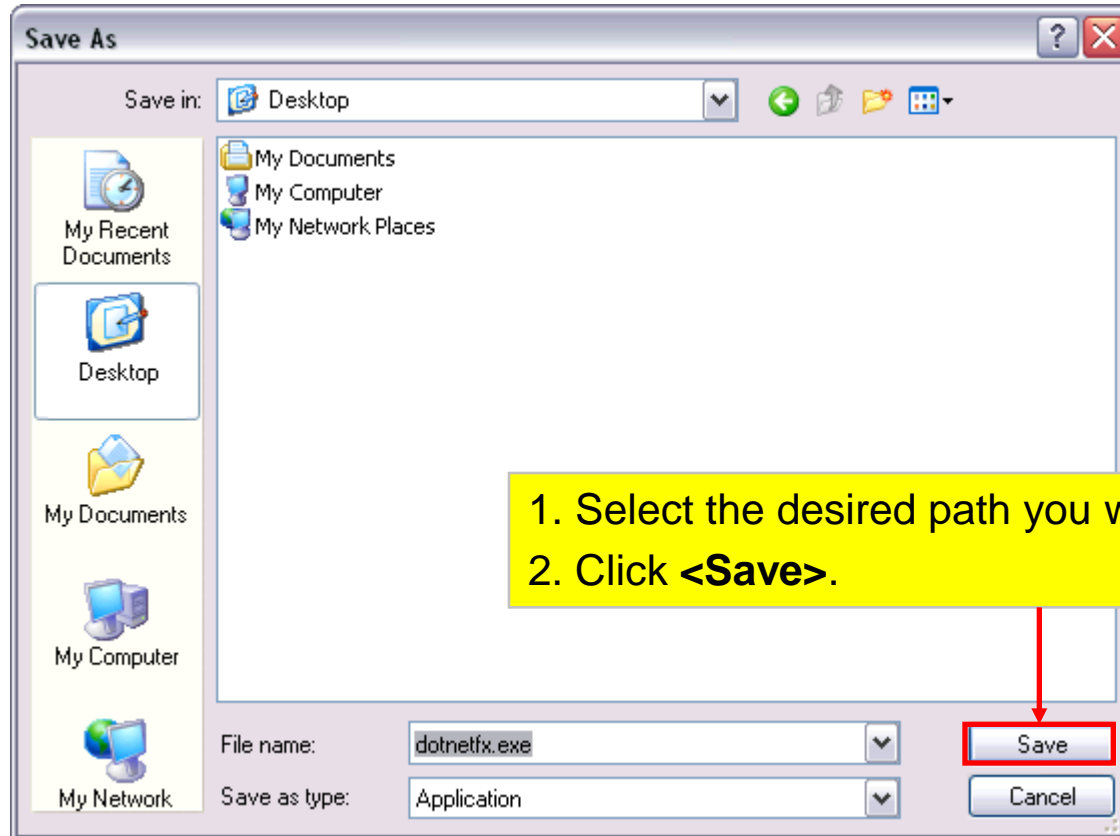 Save As
Save in:
Desktop
My Documents
My Computer
My Network Places
My Recent
Documents
Desktop
My Documents
My Computer
My Network
1. Select the desired path you
2. Click <Save>.
File name:
dotnetfx.exe
Save
Save as type:
Application
Cancel